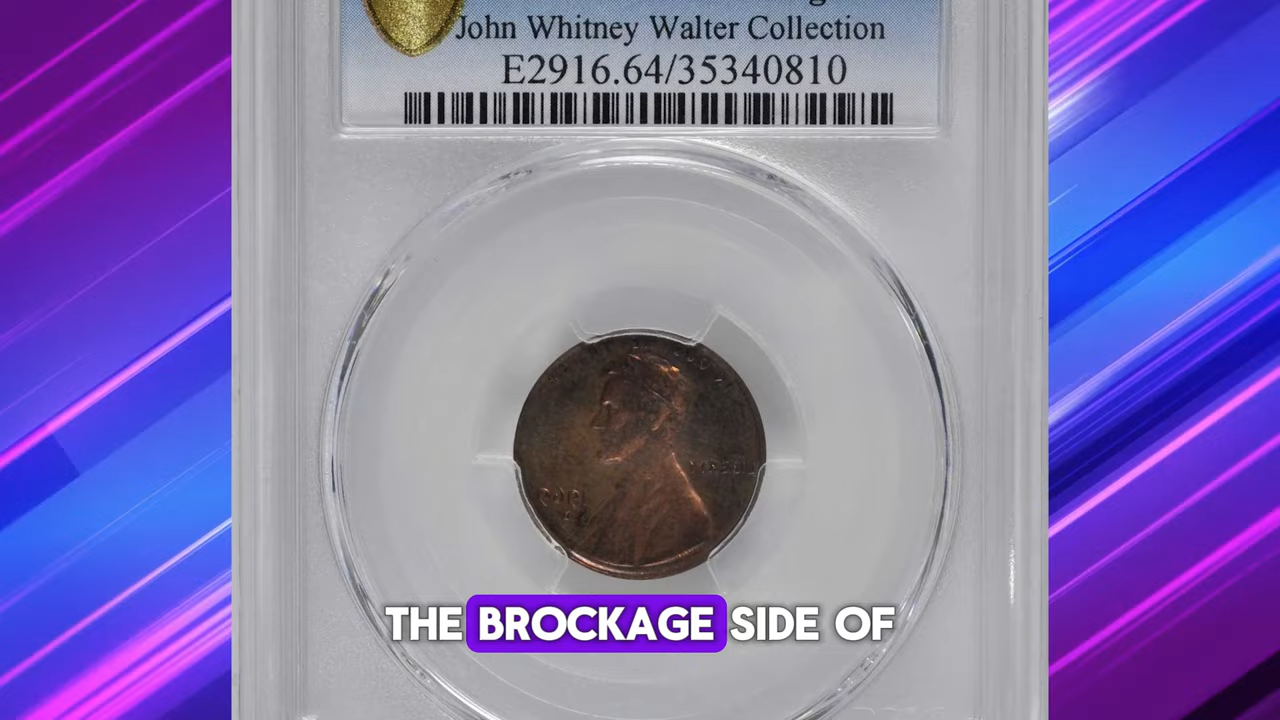 John Whitney Walter Collection
E2916.64/35340810
THE BROCKAGE SIDE OF